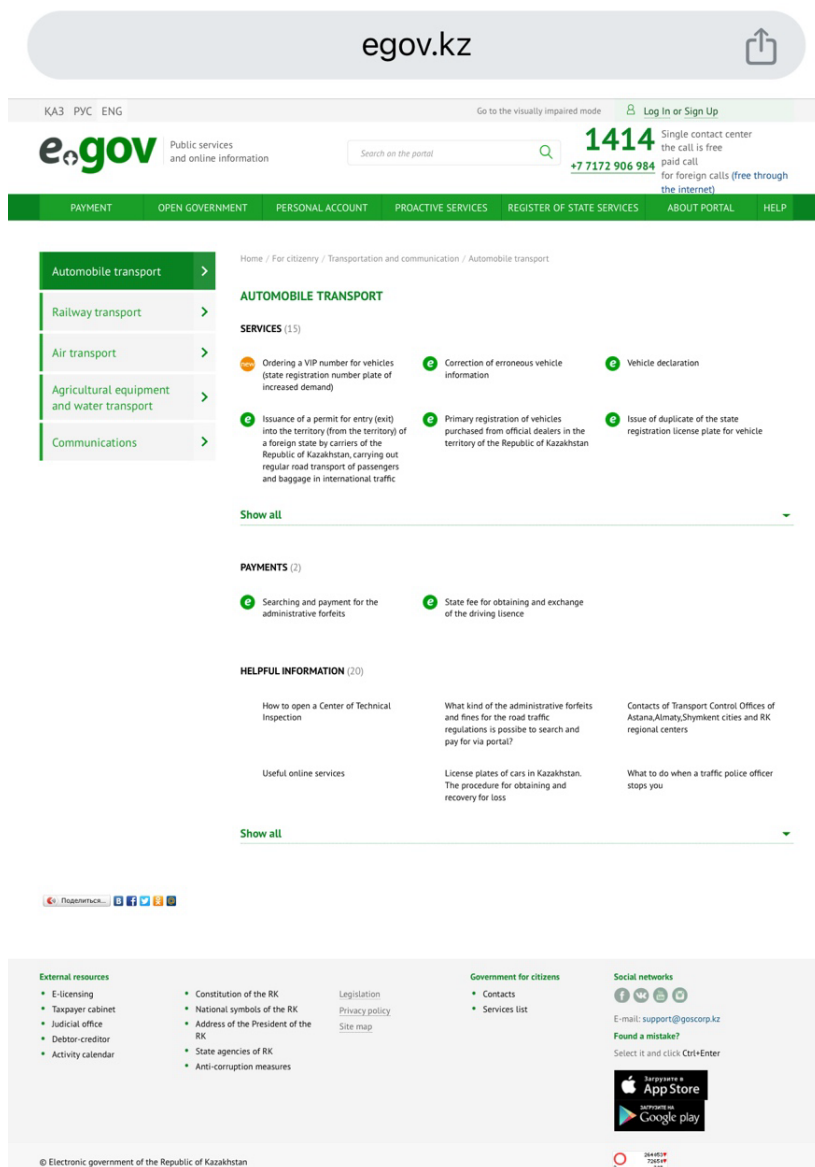 egov.kz
ҚАЗ РУС ENG
Go to the visually impaired mode
Log In or Sign Up
e.gov
Public services
and online information
Search on the portal
1414
+7 7172 906 984
Single contact center
the call is free
paid call
for foreign calls (free through
the internet)
PAYMENT
OPEN GOVERNMENT
PERSONAL ACCOUNT
PROACTIVE SERVICES
REGISTER OF STATE SERVICES
ABOUT PORTAL
HELP
Automobile transport
Railway transport
Air transport
Agricultural equipment
and water transport
Communications
Home / For citizenry / Transportation and communication / Automobile transport
AUTOMOBILE TRANSPORT
SERVICES (15)
new
Ordering a VIP number for vehicles
(state registration number plate of
increased demand)
Correction of erroneous vehicle
information
Vehicle declaration
Issuance of a permit for entry (exit)
into the territory (from the territory) of
a foreign state by carriers of the
Republic of Kazakhstan, carrying out
regular road transport of passengers
and baggage in international traffic
Primary registration of vehicles
purchased from official dealers in the
territory of the Republic of Kazakhstan
Issue of duplicate of the state
registration license plate for vehicle
Show all
PAYMENTS (2)
Searching and payment for the
administrative forfeits
State fee for obtaining and exchange
of the driving lisence
HELPFUL INFORMATION (20)
How to open a Center of Technical
Inspection
What kind of the administrative forfeits
and fines for the road traffic
regulations is possibe to search and
pay for via portal?
Contacts of Transport Control Offices of
Astana,Almaty,Shymkent cities and RK
regional centers
Useful online services
License plates of cars in Kazakhstan.
The procedure for obtaining and
recovery for loss
What to do when a traffic police officer
stops you
Show all
Поделиться...
External resources
E-licensing
Taxpayer cabinet
Judicial office
Debtor-creditor
Activity calendar
Constitution of the RK
National symbols of the RK
Address of the President of the
RK
State agencies of RK
Anti-corruption measures
Legislation
Privacy policy
Site map
Government for citizens
Contacts
Services list
Social networks
E-mail: support@goscorp.kz
Found a mistake?
Select it and click Ctrl+Enter
Загрузите в
App Store
ЗАГРУЗИТЕ НА
Google play
© Electronic government of the Republic of Kazakhstan